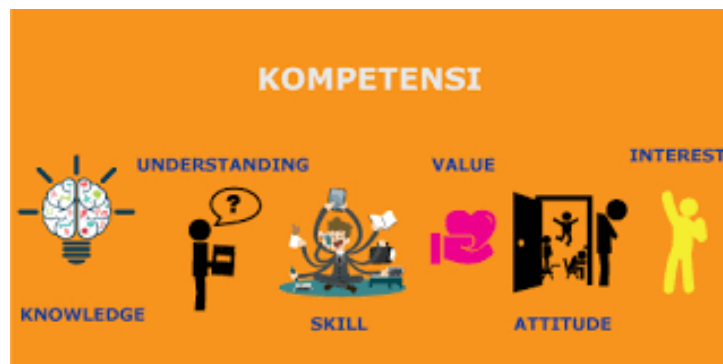 KOMPETENSI
UNDERSTANDING
VALUE
INTEREST
?
KNOWLEDGE
SKILL
ATTITUDE